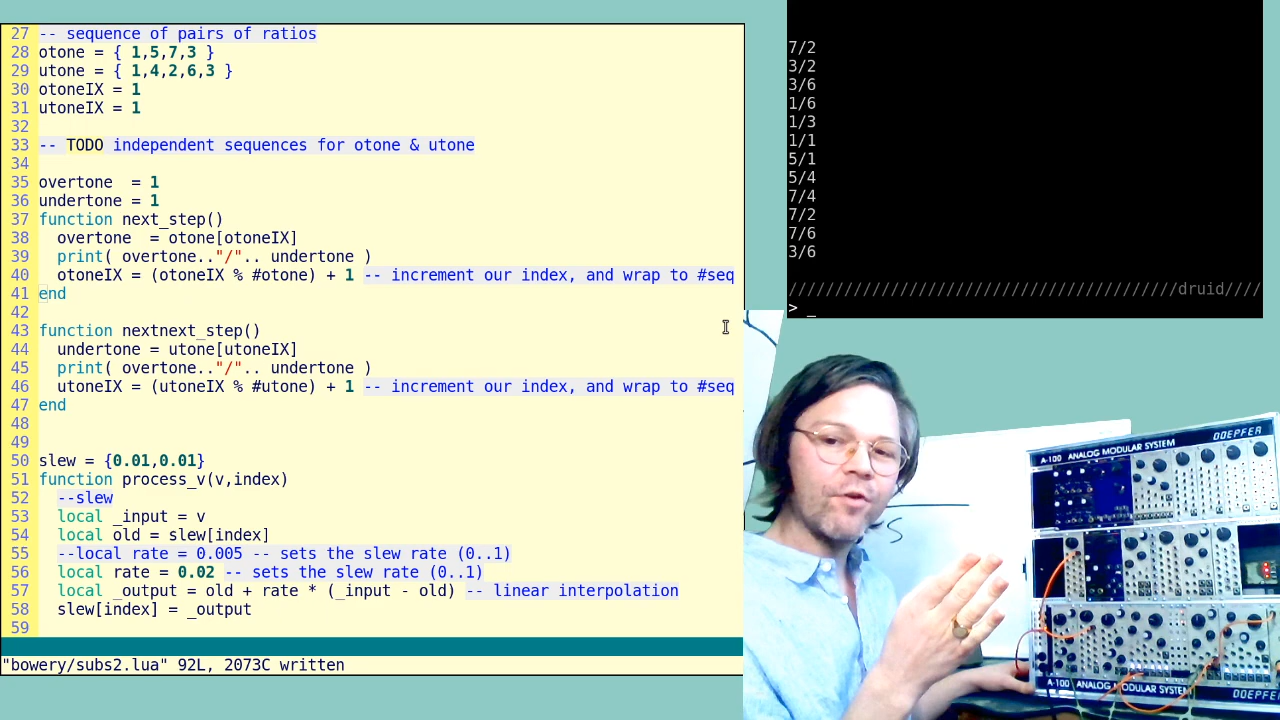 27 -- sequence of pairs of ratios
28 otone = { 1,5,7,3 }
29 utone = { 1,4,2,6,3 }
30 otoneIX = 1
31 utoneIX = 1
32
33 -- TODO independent sequences for otone & utone
34
35 overtone  = 1
36 undertone = 1
37 function next_step()
38   overtone  = otone[otoneIX]
39   print( overtone.."/".. undertone )
40   otoneIX = (otoneIX % #otone) + 1 -- increment our index, and wrap to #seq
41 end
42
43 function nextnext_step()
44   undertone = utone[utoneIX]
45   print( overtone.."/".. undertone )
46   utoneIX = (utoneIX % #utone) + 1 -- increment our index, and wrap to #seq
47 end
48
49
50 slew = {0.01,0.01}
51 function process_v(v,index)
52   --slew
53   local _input = v
54   local old = slew[index]
55   --local rate = 0.005 -- sets the slew rate (0..1)
56   local rate = 0.02 -- sets the slew rate (0..1)
57   local _output = old + rate * (_input - old) -- linear interpolation
58   slew[index] = _output
59
"bowery/subs2.lua" 92L, 2073C written
7/2
3/2
3/6
1/6
1/3
1/1
5/1
5/4
7/4
7/2
7/6
3/6
//////////////////////////////////////////druid////
> _
A-100 ANALOG MODULAR SYSTEM DOEPFER
A-100 ANALOG MODULAR SYSTEM DOEPFER